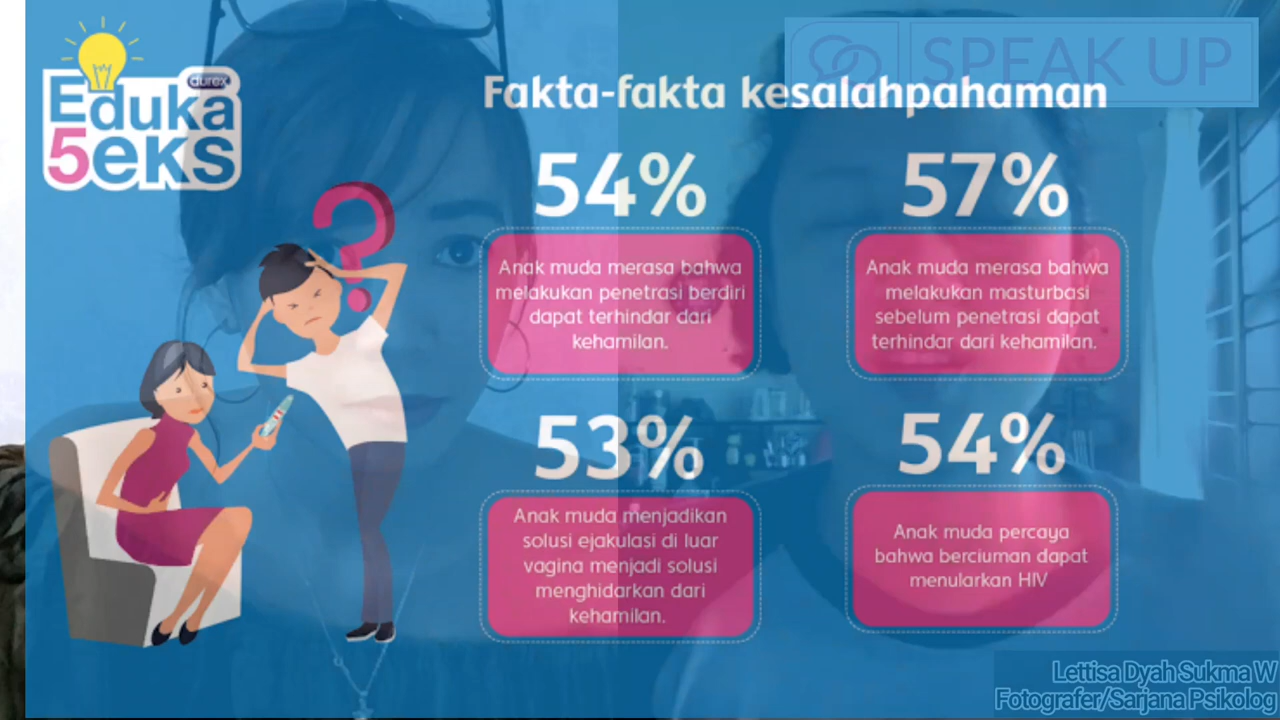 SPEAK UP
durex
Eduka
5eks
Fakta-fakta kesalahpahaman
54%
Anak muda merasa bahwa
melakukan penetrasi berdiri
dapat terhindar dari
kehamilan.
57%
Anak muda merasa bahwa
melakukan masturbasi
sebelum penetrasi dapat
terhindar dari kehamilan.
53%
Anak muda menjadikan
solusi ejakulasi di luar
vagina menjadi solusi
menghidarkan dari
kehamilan.
54%
Anak muda percaya
bahwa berciuman dapat
menularkan HIV
Lettisa Dyah Sukma W
Fotografer/Sarjana Psikolog